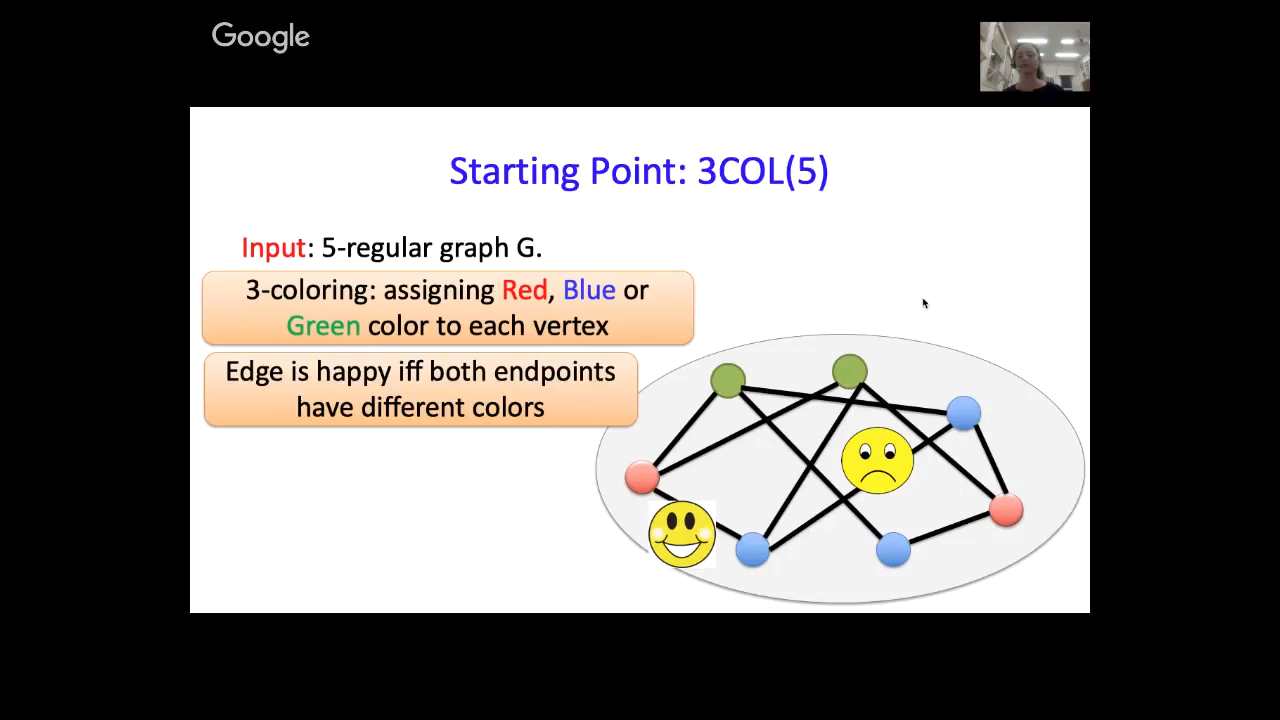 Google
Starting Point: 3COL(5)
Input: 5-regular graph G.
3-coloring: assigning Red, Blue or
Green color to each vertex
Edge is happy iff both endpoints
have different colors